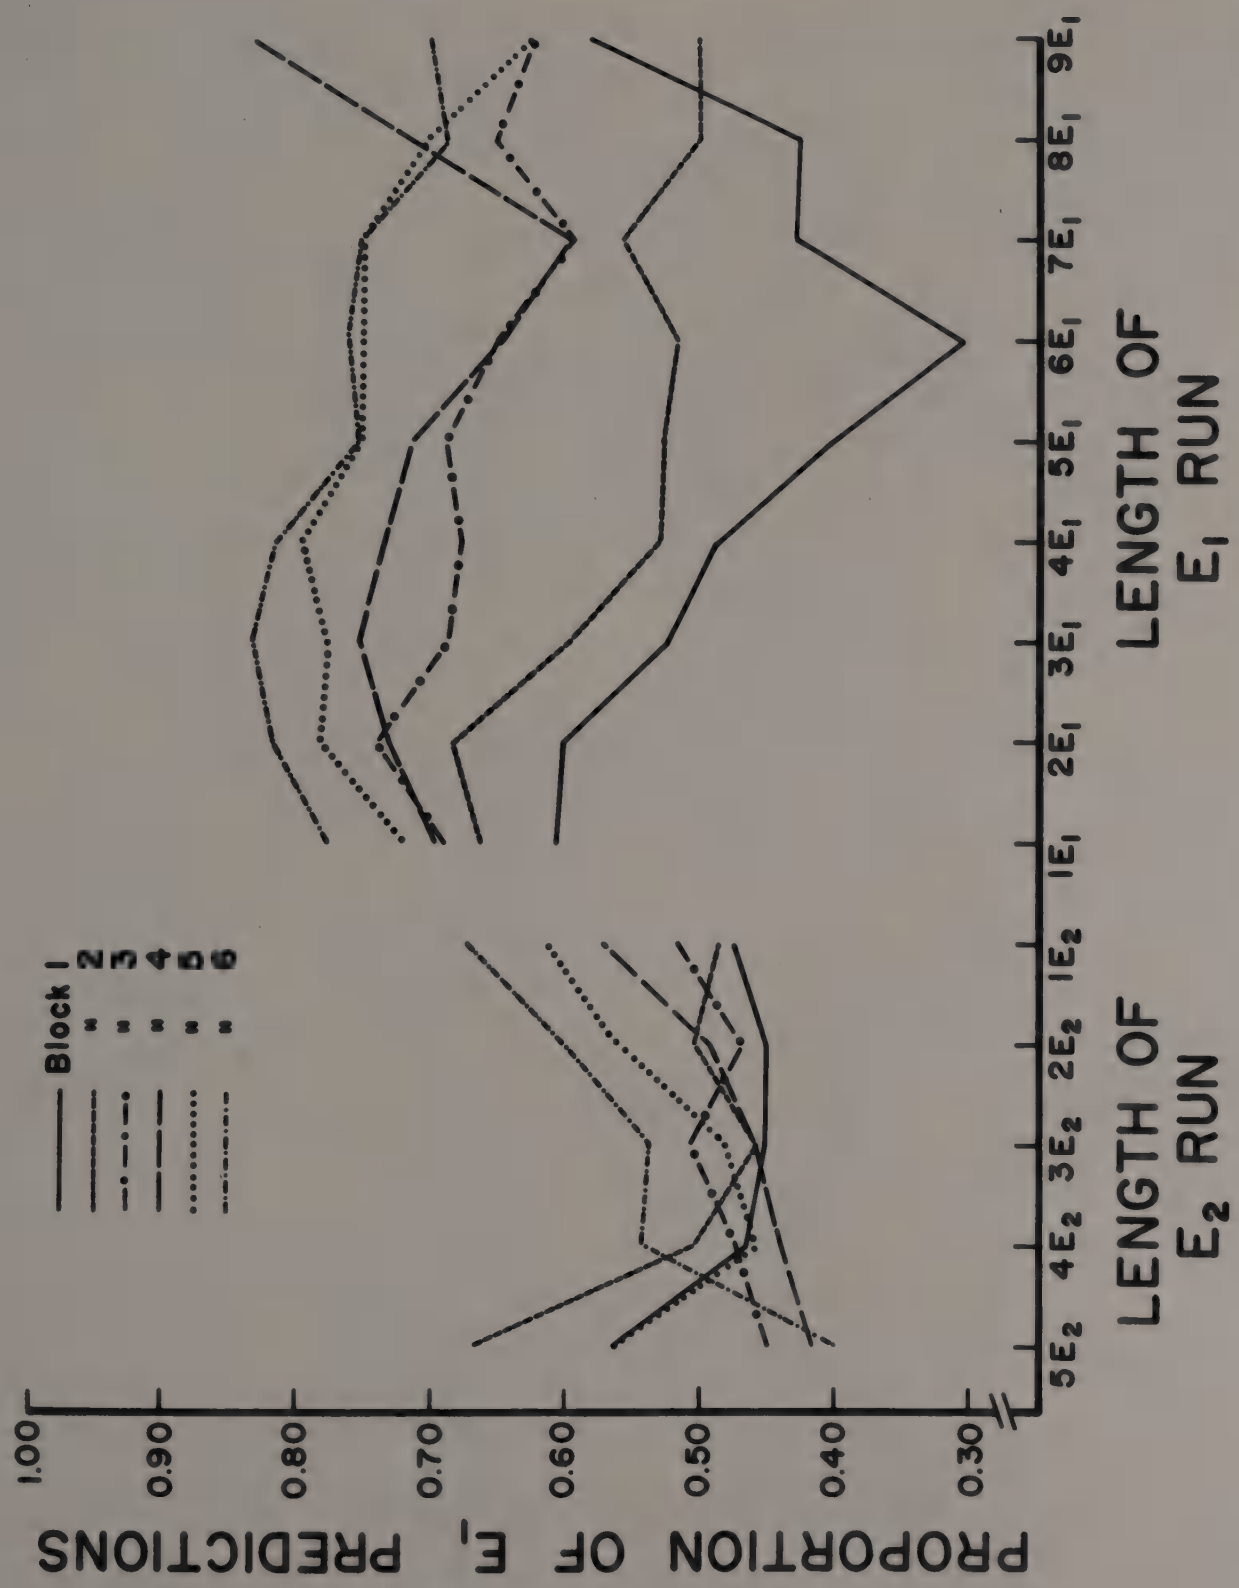 Block 1
" 2
" 3
" 4
" 5
" 6
PROPORTION OF E₁ PREDICTIONS
1.00
0.90
0.80
0.70
0.60
0.50
0.40
0.30
5E₂ 4E₂ 3E₂ 2E₂ 1E₂ 1E₁ 2E₁ 3E₁ 4E₁ 5E₁ 6E₁ 7E₁ 8E₁ 9E₁
LENGTH OF
E₂ RUN
LENGTH OF
E₁ RUN